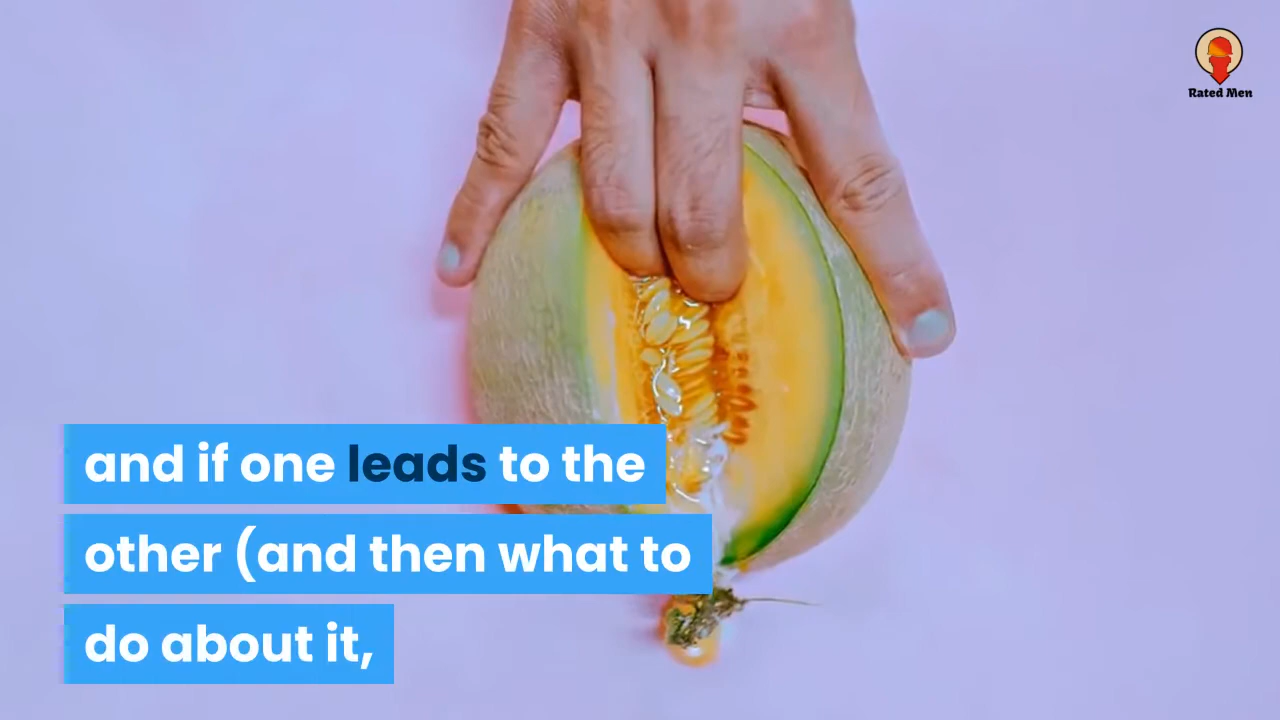 Rated Men
and if one leads to the
other (and then what to
do about it,